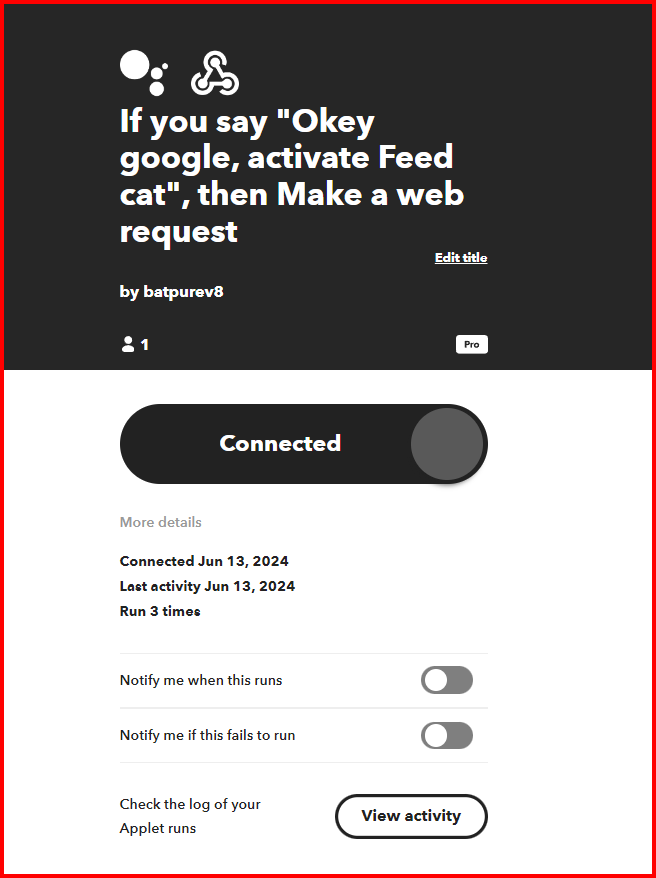 If you say "Okey
google, activate Feed
cat", then Make a web
request
Edit title
by batpurev8
1
Pro
Connected
More details
Connected Jun 13, 2024
Last activity Jun 13, 2024
Run 3 times
Notify me when this runs
Notify me if this fails to run
Check the log of your
Applet runs
View activity